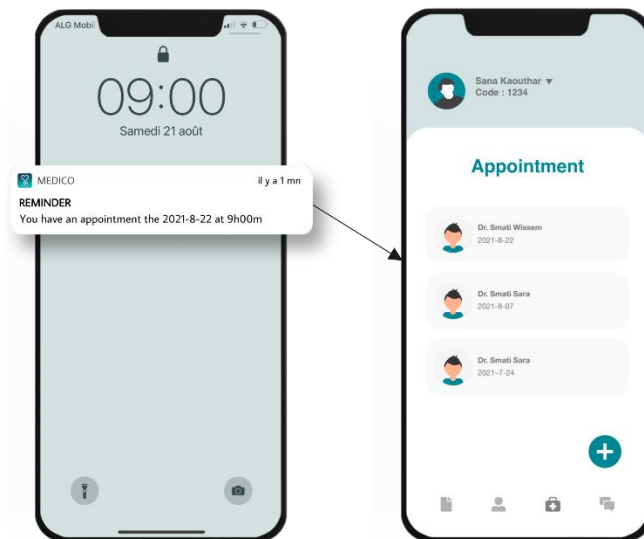 ALG Mobil
09:00
Samedi 21 août
MEDICO
il y a 1 mn
REMINDER
You have an appointment the 2021-8-22 at 9h00m
Sana Kaouthar
Code : 1234
Appointment
Dr. Smati Wissem
2021-8-22
Dr. Smati Sara
2021-8-07
Dr. Smati Sara
2021-7-24